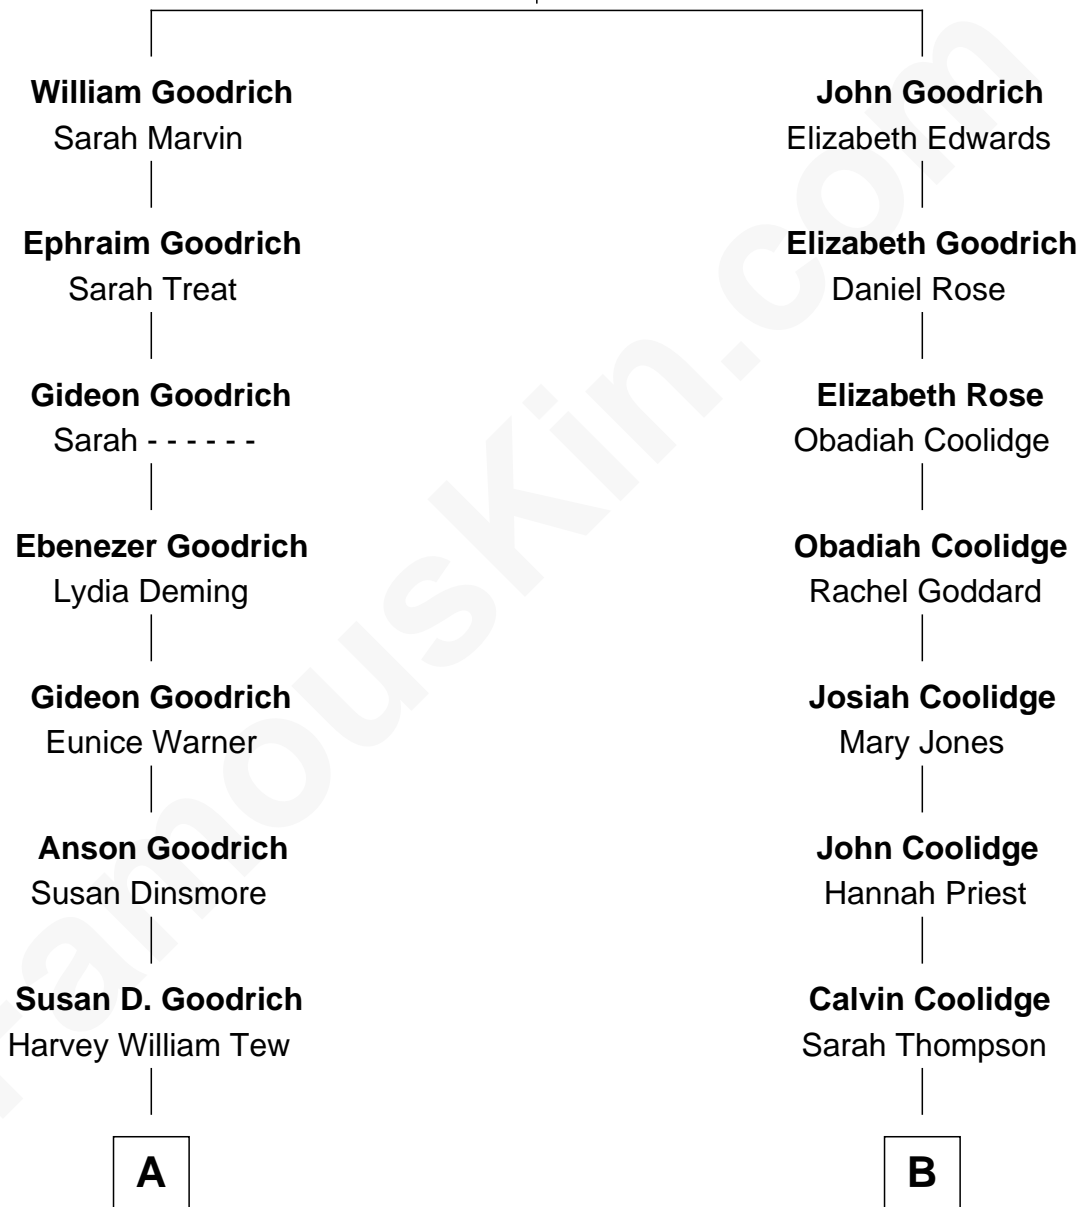 William Goodrich
Sarah Marvin
Ephraim Goodrich
Sarah Treat
Gideon Goodrich
Sarah - - - - - -
Ebenezer Goodrich
Lydia Deming
Gideon Goodrich
Eunice Warner
Anson Goodrich
Susan Dinsmore
Susan D. Goodrich
Harvey William Tew
A
John Goodrich
Elizabeth Edwards
Elizabeth Goodrich
Daniel Rose
Elizabeth Rose
Obadiah Coolidge
Obadiah Coolidge
Rachel Goddard
Josiah Coolidge
Mary Jones
John Coolidge
Hannah Priest
Calvin Coolidge
Sarah Thompson
B
FamousKin.com